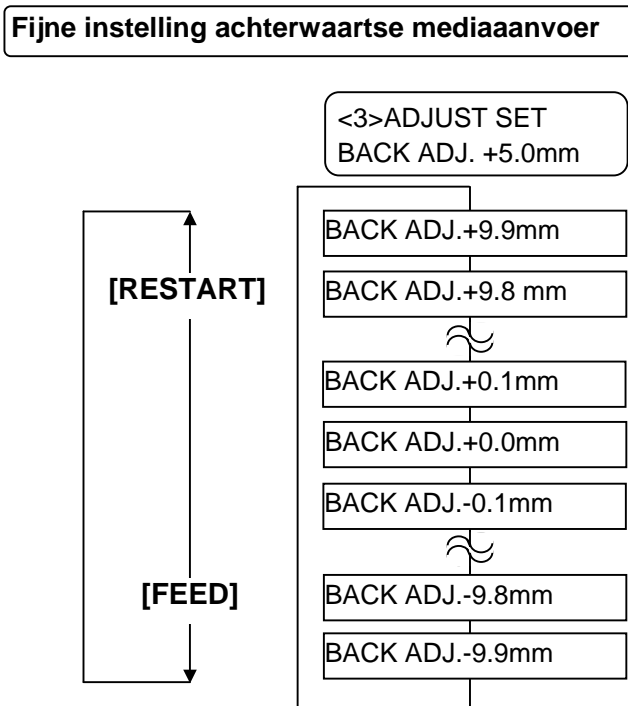 Fijne instelling achterwaartse mediaaanvoer
<3>ADJUST SET
BACK ADJ. +5.0mm
BACK ADJ.+9.9mm
[RESTART]
BACK ADJ.+9.8 mm
BACK ADJ.+0.1mm
BACK ADJ.+0.0mm
BACK ADJ.-0.1mm
[FEED]
BACK ADJ.-9.8mm
BACK ADJ.-9.9mm